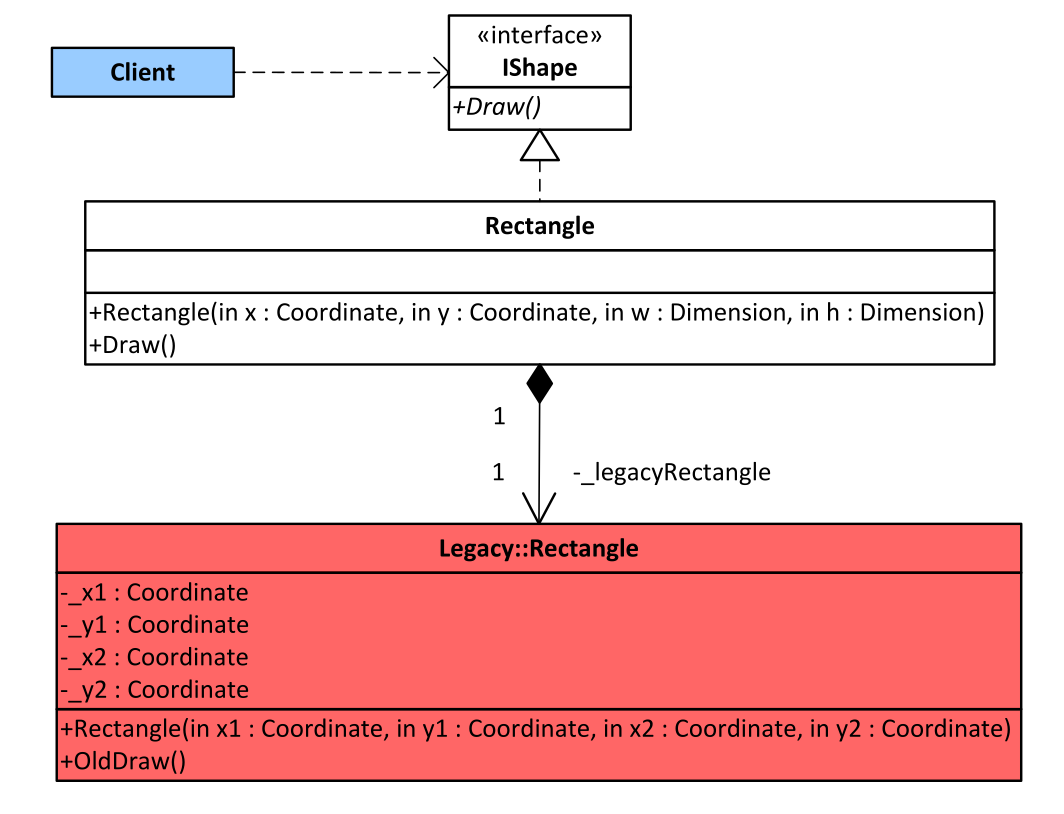 Client
«interface»
IShape
+Draw()
Rectangle
+Rectangle(in x : Coordinate, in y : Coordinate, in w : Dimension, in h : Dimension)
+Draw()
1
1
-_legacyRectangle
Legacy::Rectangle
-_x1 : Coordinate
-_y1 : Coordinate
-_x2 : Coordinate
-_y2 : Coordinate
+Rectangle(in x1 : Coordinate, in y1 : Coordinate, in x2 : Coordinate, in y2 : Coordinate)
+OldDraw()